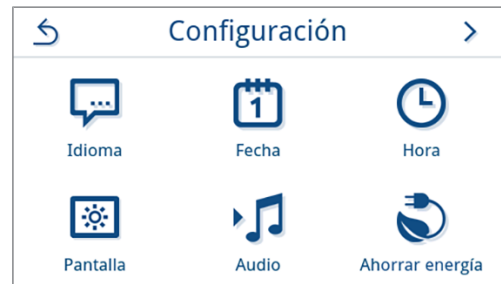 Configuración
...
1
Idioma
Fecha
Hora
Pantalla
Audio
Ahorrar energía